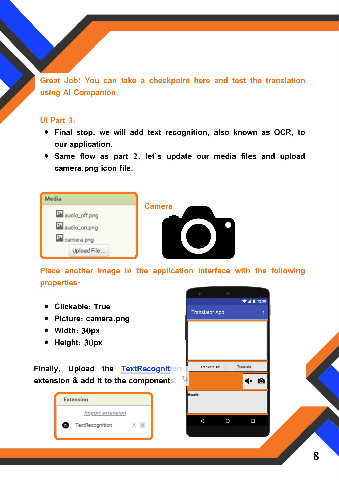 Great Job! You can take a checkpoint here and test the translation
using AI Companion.
UI Part 3:
● Final stop, we will add text recognition, also known as OCR, to
our application.
● Same flow as part 2, let's update our media files and upload
camera.png icon file.
Media
audio_off.png
audio_on.png
camera.png
Upload File ...
Camera
Place another image in the application interface with the following
properties:
● Clickable: True
● Picture: camera.png
● Width: 30px
● Height: 30px
Translator App
Translate
Finally, Upload the TextRecognition
extension & add it to the components:
Extension
Import extension
TextRecognition
8